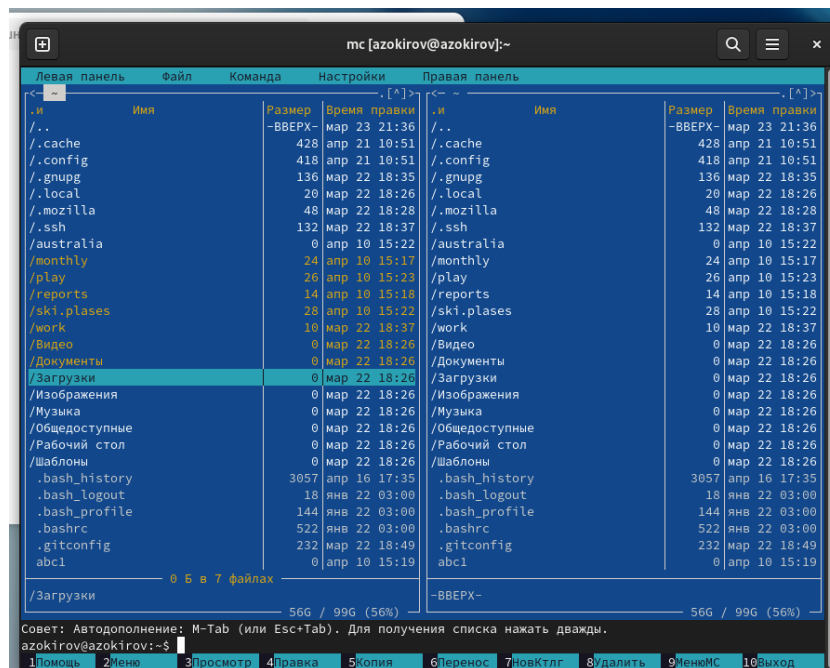 mc [azokirov@azokirov]:~
Левая панель Файл Команда Настройки Правая панель
<— ~ .[^]> <— ~ .[^]>
.и Имя Размер Время правки .и Имя Размер Время правки
/.. -ВВЕРХ- мар 23 21:36 /.. -ВВЕРХ- мар 23 21:36
/.cache 428 апр 21 10:51 /.cache 428 апр 21 10:51
/.config 418 апр 21 10:51 /.config 418 апр 21 10:51
/.gnupg 136 мар 22 18:35 /.gnupg 136 мар 22 18:35
/.local 20 мар 22 18:26 /.local 20 мар 22 18:26
/.mozilla 48 мар 22 18:28 /.mozilla 48 мар 22 18:28
/.ssh 132 мар 22 18:37 /.ssh 132 мар 22 18:37
/australia 0 апр 10 15:22 /australia 0 апр 10 15:22
/monthly 24 апр 10 15:17 /monthly 24 апр 10 15:17
/play 26 апр 10 15:23 /play 26 апр 10 15:23
/reports 14 апр 10 15:18 /reports 14 апр 10 15:18
/ski.plases 28 апр 10 15:22 /ski.plases 28 апр 10 15:22
/work 10 мар 22 18:37 /work 10 мар 22 18:37
/Видео 0 мар 22 18:26 /Видео 0 мар 22 18:26
/Документы 0 мар 22 18:26 /Документы 0 мар 22 18:26
/Загрузки 0 мар 22 18:26 /Загрузки 0 мар 22 18:26
/Изображения 0 мар 22 18:26 /Изображения 0 мар 22 18:26
/Музыка 0 мар 22 18:26 /Музыка 0 мар 22 18:26
/Общедоступные 0 мар 22 18:26 /Общедоступные 0 мар 22 18:26
/Рабочий стол 0 мар 22 18:26 /Рабочий стол 0 мар 22 18:26
/Шаблоны 0 мар 22 18:26 /Шаблоны 0 мар 22 18:26
.bash_history 3057 апр 16 17:35 .bash_history 3057 апр 16 17:35
.bash_logout 18 янв 22 03:00 .bash_logout 18 янв 22 03:00
.bash_profile 144 янв 22 03:00 .bash_profile 144 янв 22 03:00
.bashrc 522 янв 22 03:00 .bashrc 522 янв 22 03:00
.gitconfig 232 мар 22 18:49 .gitconfig 232 мар 22 18:49
abc1 0 апр 10 15:19 abc1 0 апр 10 15:19
0 Б в 7 файлах
/Загрузки -ВВЕРХ-
56G / 99G (56%) 56G / 99G (56%)
Совет: Автодополнение: M-Tab (или Esc+Tab). Для получения списка нажать дважды.
azokirov@azokirov:~$
1Помощь 2Меню 3Просмотр 4Правка 5Копия 6Перенос 7НовКтлг 8Удалить 9МенюМС 10Выход